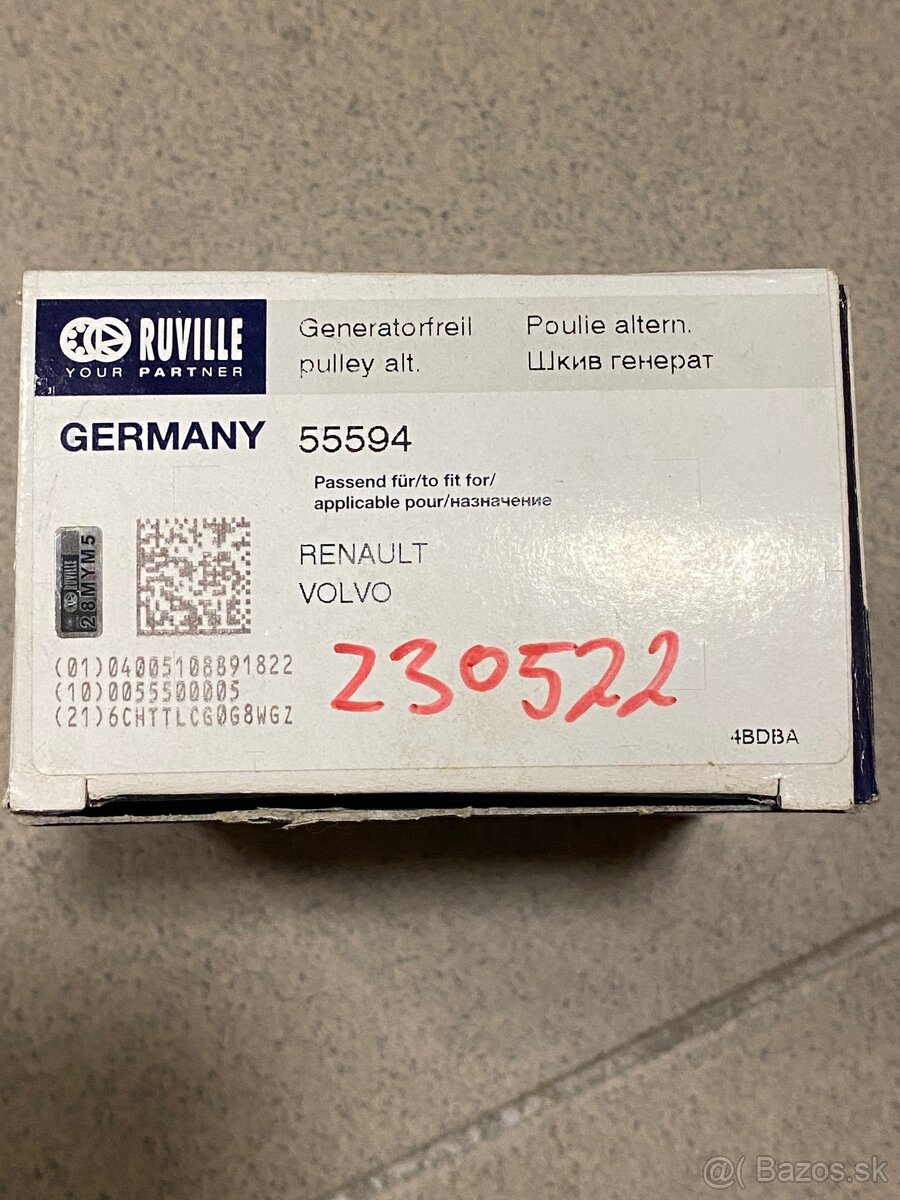 RUVILLE
YOUR PARTNER
Generatorfreil
pulley alt.
Poulie altern.
Шкив генерат
GERMANY
55594
Passend für/to fit for/
applicable pour/назначение
RENAULT
VOLVO
RUVILLE
28MYM5
(01)04005108891822
(10)0055500005
(21)6CHTTLCG0G8WGZ
230522
4BDBA
@( Bazos.sk